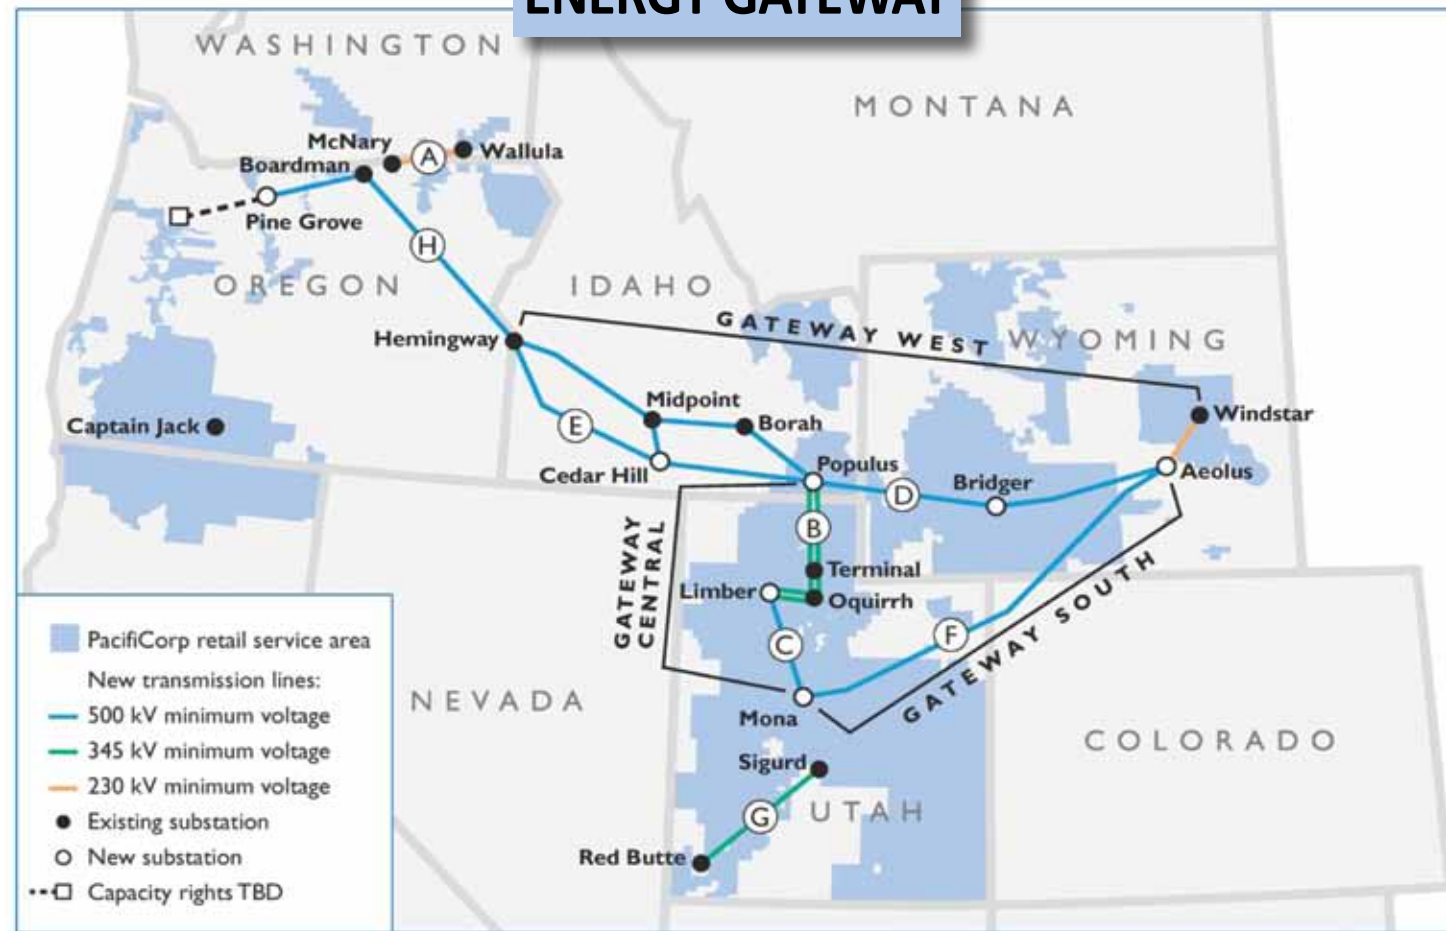 ENERGY GATEWAY
WASHINGTON
MONTANA
McNary
A
Wallula
Boardman
Pine Grove
H
OREGON
IDAHO
GATEWAY WEST
WYOMING
Hemingway
Midpoint
Borah
Windstar
Captain Jack
E
Cedar Hill
Populus
D
Bridger
Aeolus
B
GATEWAY
CENTRAL
Terminal
Limber
Oquirrh
C
F
GATEWAY SOUTH
NEVADA
Mona
COLORADO
Sigurd
G
UTAH
Red Butte
PacifiCorp retail service area
New transmission lines:
500 kV minimum voltage
345 kV minimum voltage
230 kV minimum voltage
Existing substation
New substation
Capacity rights TBD